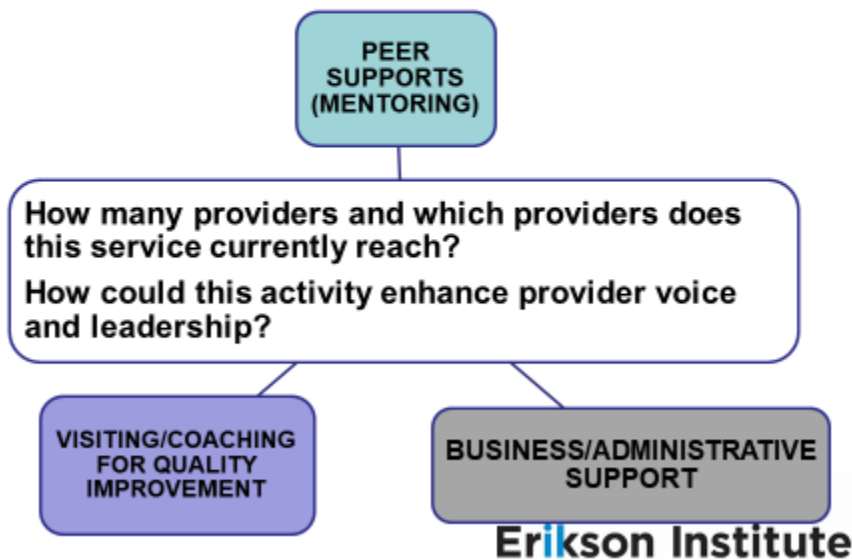 PEER
SUPPORTS
(MENTORING)
How many providers and which providers does
this service currently reach?
How could this activity enhance provider voice
and leadership?
VISITING/COACHING
FOR QUALITY
IMPROVEMENT
BUSINESS/ADMINISTRATIVE
SUPPORT
Erikson Institute